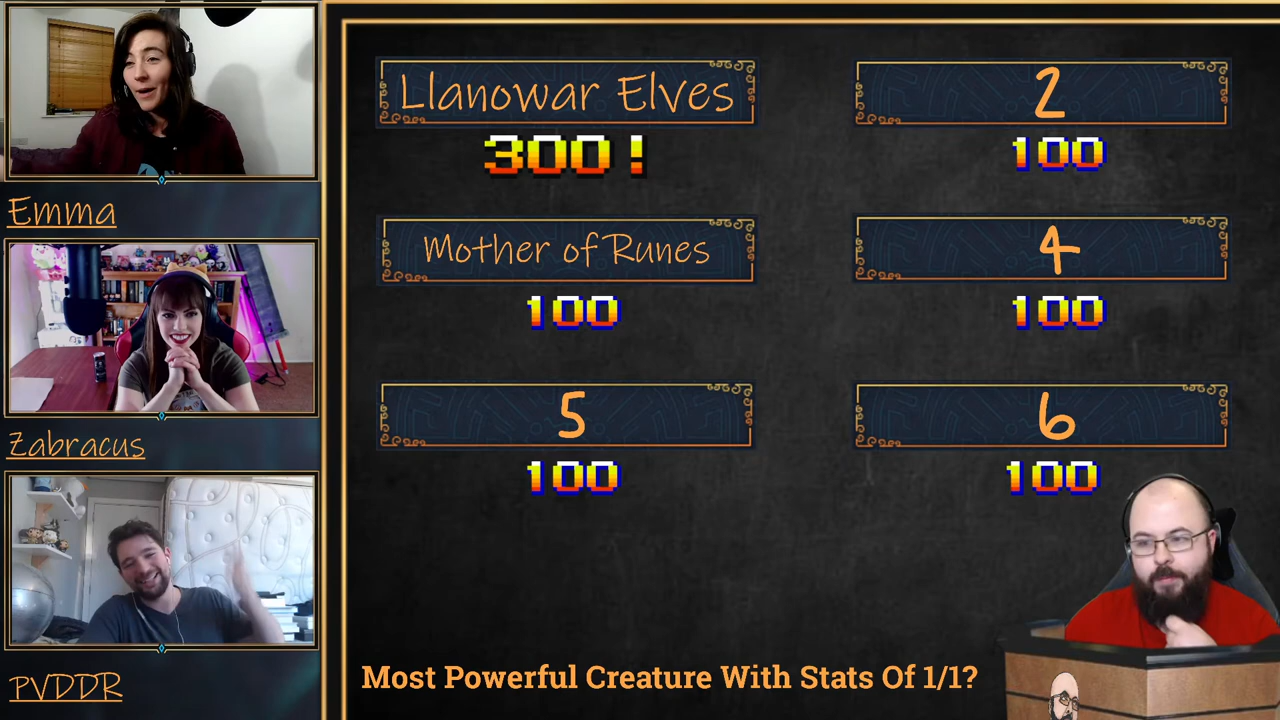 Emma
Zabracus
PVDDR
Llanowar Elves
300!
2
100
Mother of Runes
100
4
100
5
100
6
100
Most Powerful Creature With Stats Of 1/1?